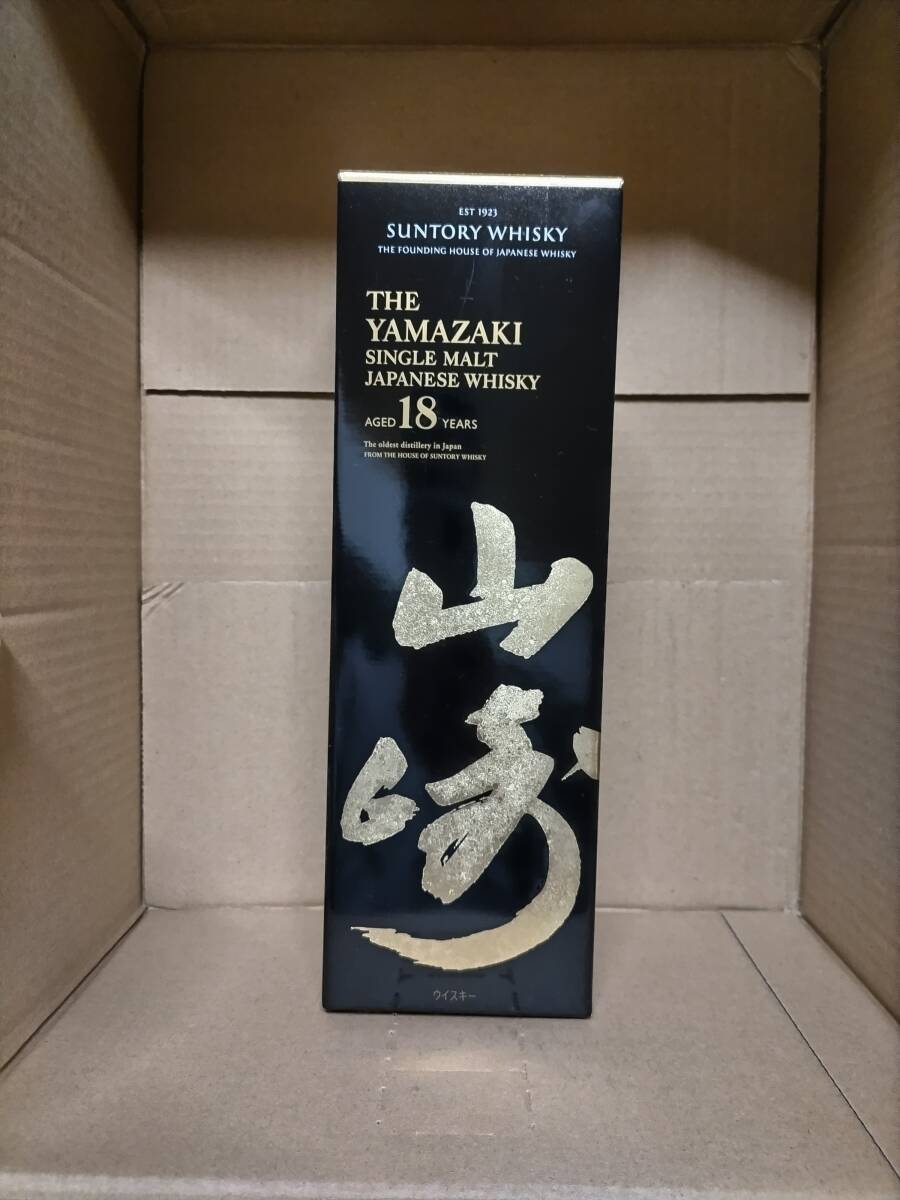 EST 1923
SUNTORY WHISKY
THE FOUNDING HOUSE OF JAPANESE WHISKY
THE
YAMAZAKI
SINGLE MALT
JAPANESE WHISKY
AGED 18 YEARS
The oldest distillery in Japan
FROM THE HOUSE OF SUNTORY WHISKY
山
崎
ウイスキー